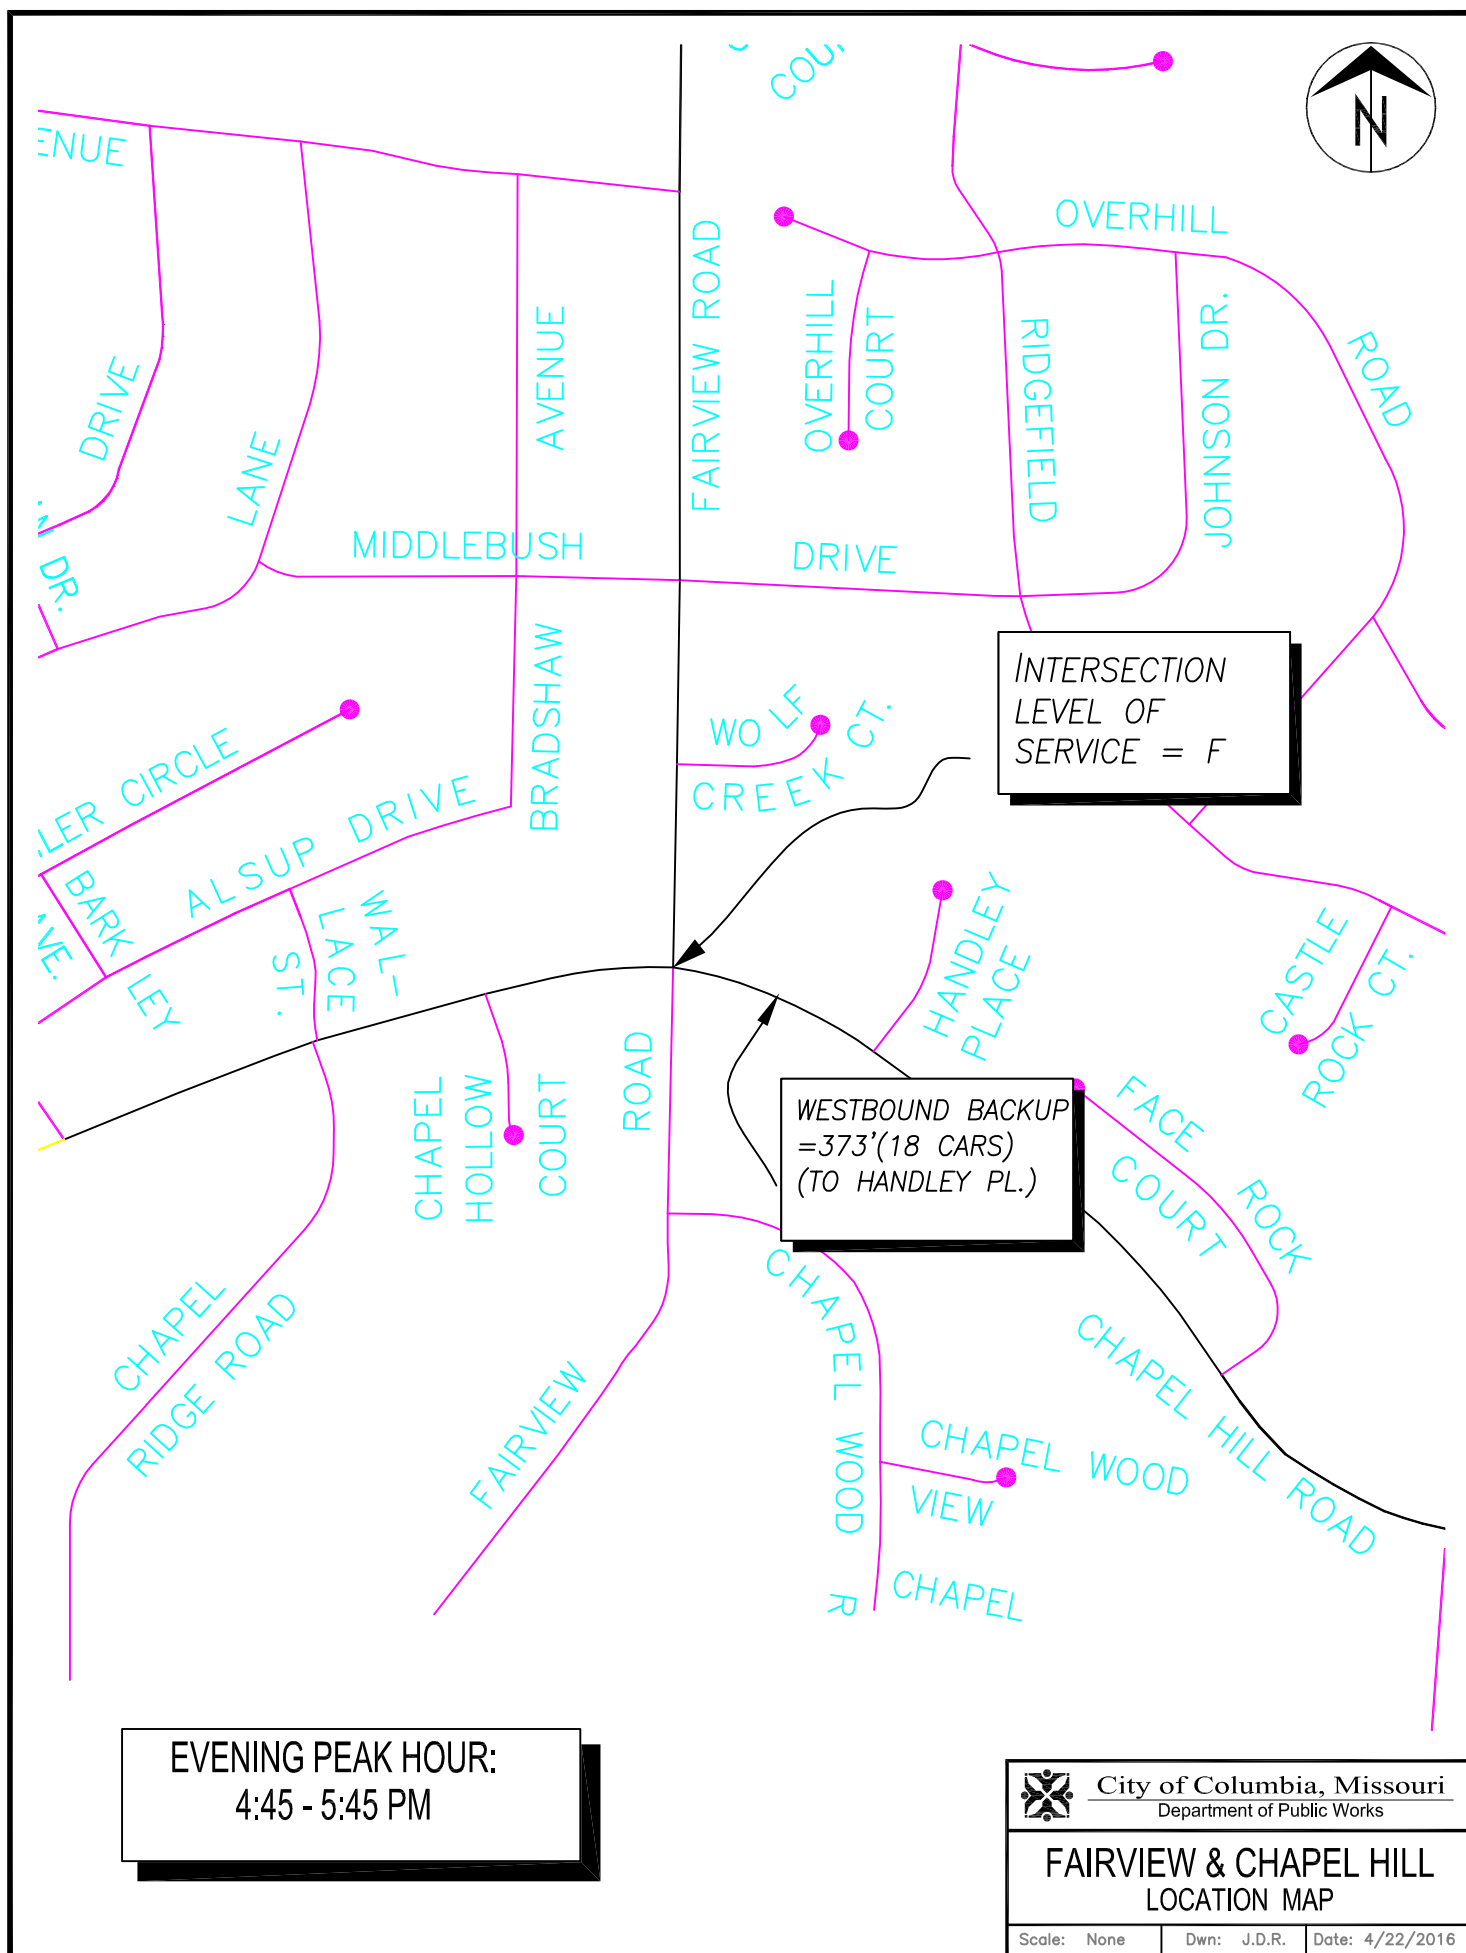 COU
N
ENUE
OVERHILL
FAIRVIEW ROAD
OVERHILL
COURT
RIDGEFIELD
JOHNSON DR.
ROAD
AVENUE
DRIVE
LANE
MIDDLEBUSH
DRIVE
DR.
BRADSHAW
WOLF
CREEK CT.
INTERSECTION
LEVEL OF
SERVICE = F
LER CIRCLE
ALSUP DRIVE
BARK
LEY
AVE.
WAL-
LACE
ST.
HANDLEY
PLACE
CASTLE
ROCK CT.
ROAD
CHAPEL
HOLLOW
COURT
WESTBOUND BACKUP
=373'(18 CARS)
(TO HANDLEY PL.)
FACE
ROCK
COURT
CHAPEL
RIDGE ROAD
FAIRVIEW
CHAPEL WOOD R
CHAPEL HILL ROAD
CHAPEL WOOD
VIEW
CHAPEL
EVENING PEAK HOUR:
4:45 - 5:45 PM
City of Columbia, Missouri
Department of Public Works
FAIRVIEW & CHAPEL HILL
LOCATION MAP
Scale: None Dwn: J.D.R. Date: 4/22/2016